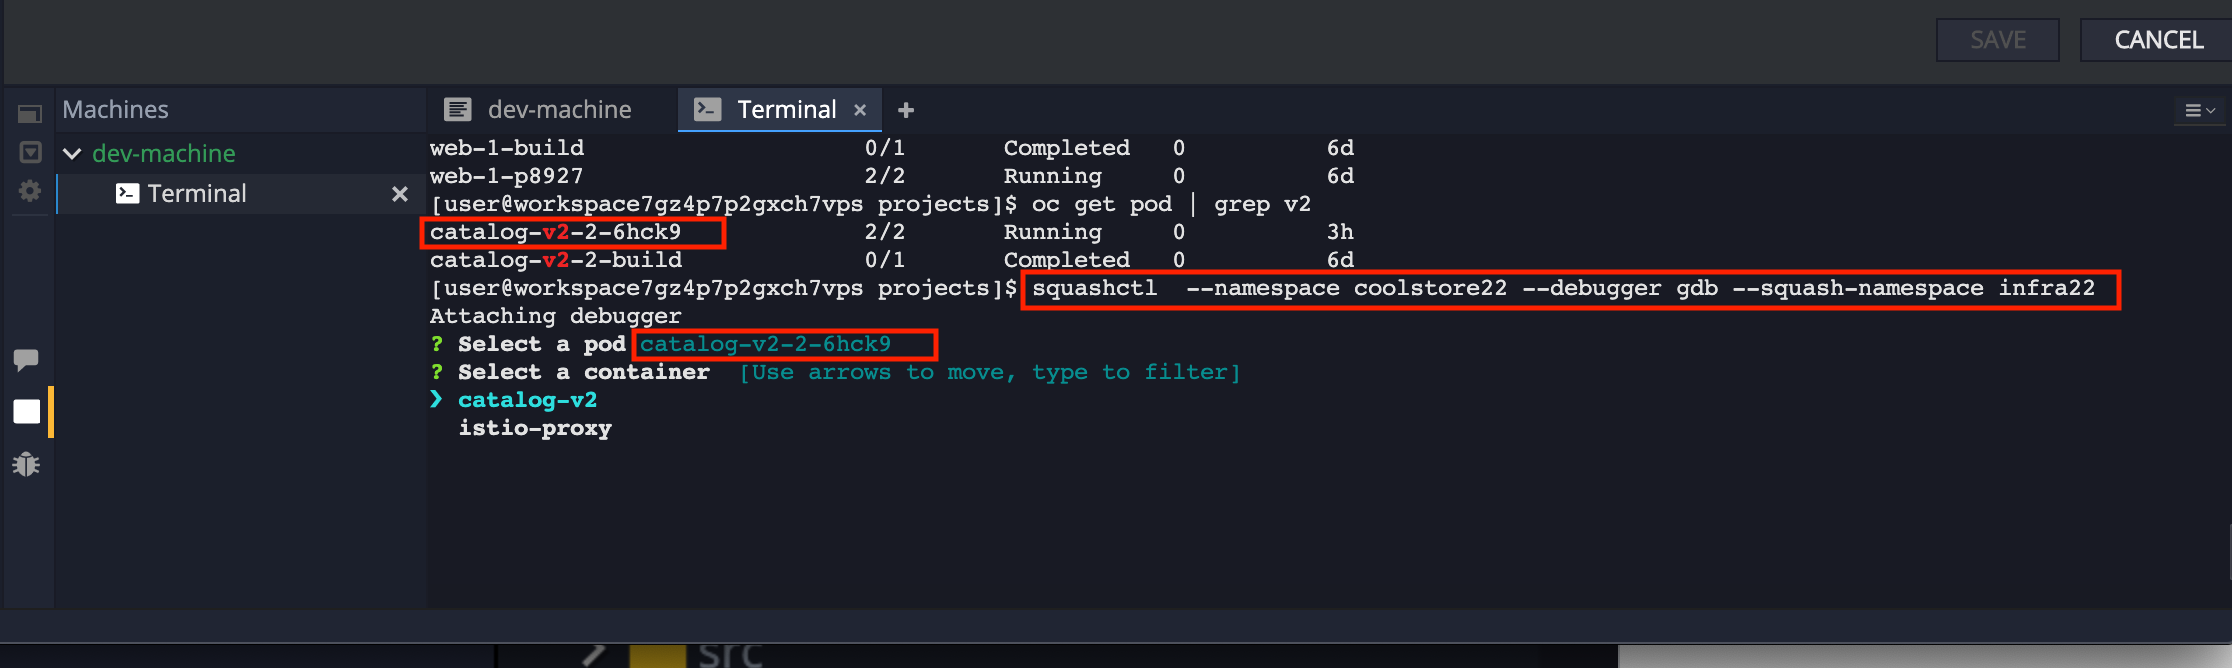 SAVE CANCEL
Machines dev-machine Terminal × +
dev-machine
Terminal
web-1-build 0/1 Completed 0 6d
web-1-p8927 2/2 Running 0 6d
[user@workspace7gz4p7p2gxch7vps projects]$ oc get pod | grep v2
catalog-v2-2-6hck9 2/2 Running 0 3h
catalog-v2-2-build 0/1 Completed 0 6d
[user@workspace7gz4p7p2gxch7vps projects]$ squashctl  --namespace coolstore22 --debugger gdb --squash-namespace infra22
Attaching debugger
? Select a pod catalog-v2-2-6hck9
? Select a container  [Use arrows to move, type to filter]
❯ catalog-v2
istio-proxy
src